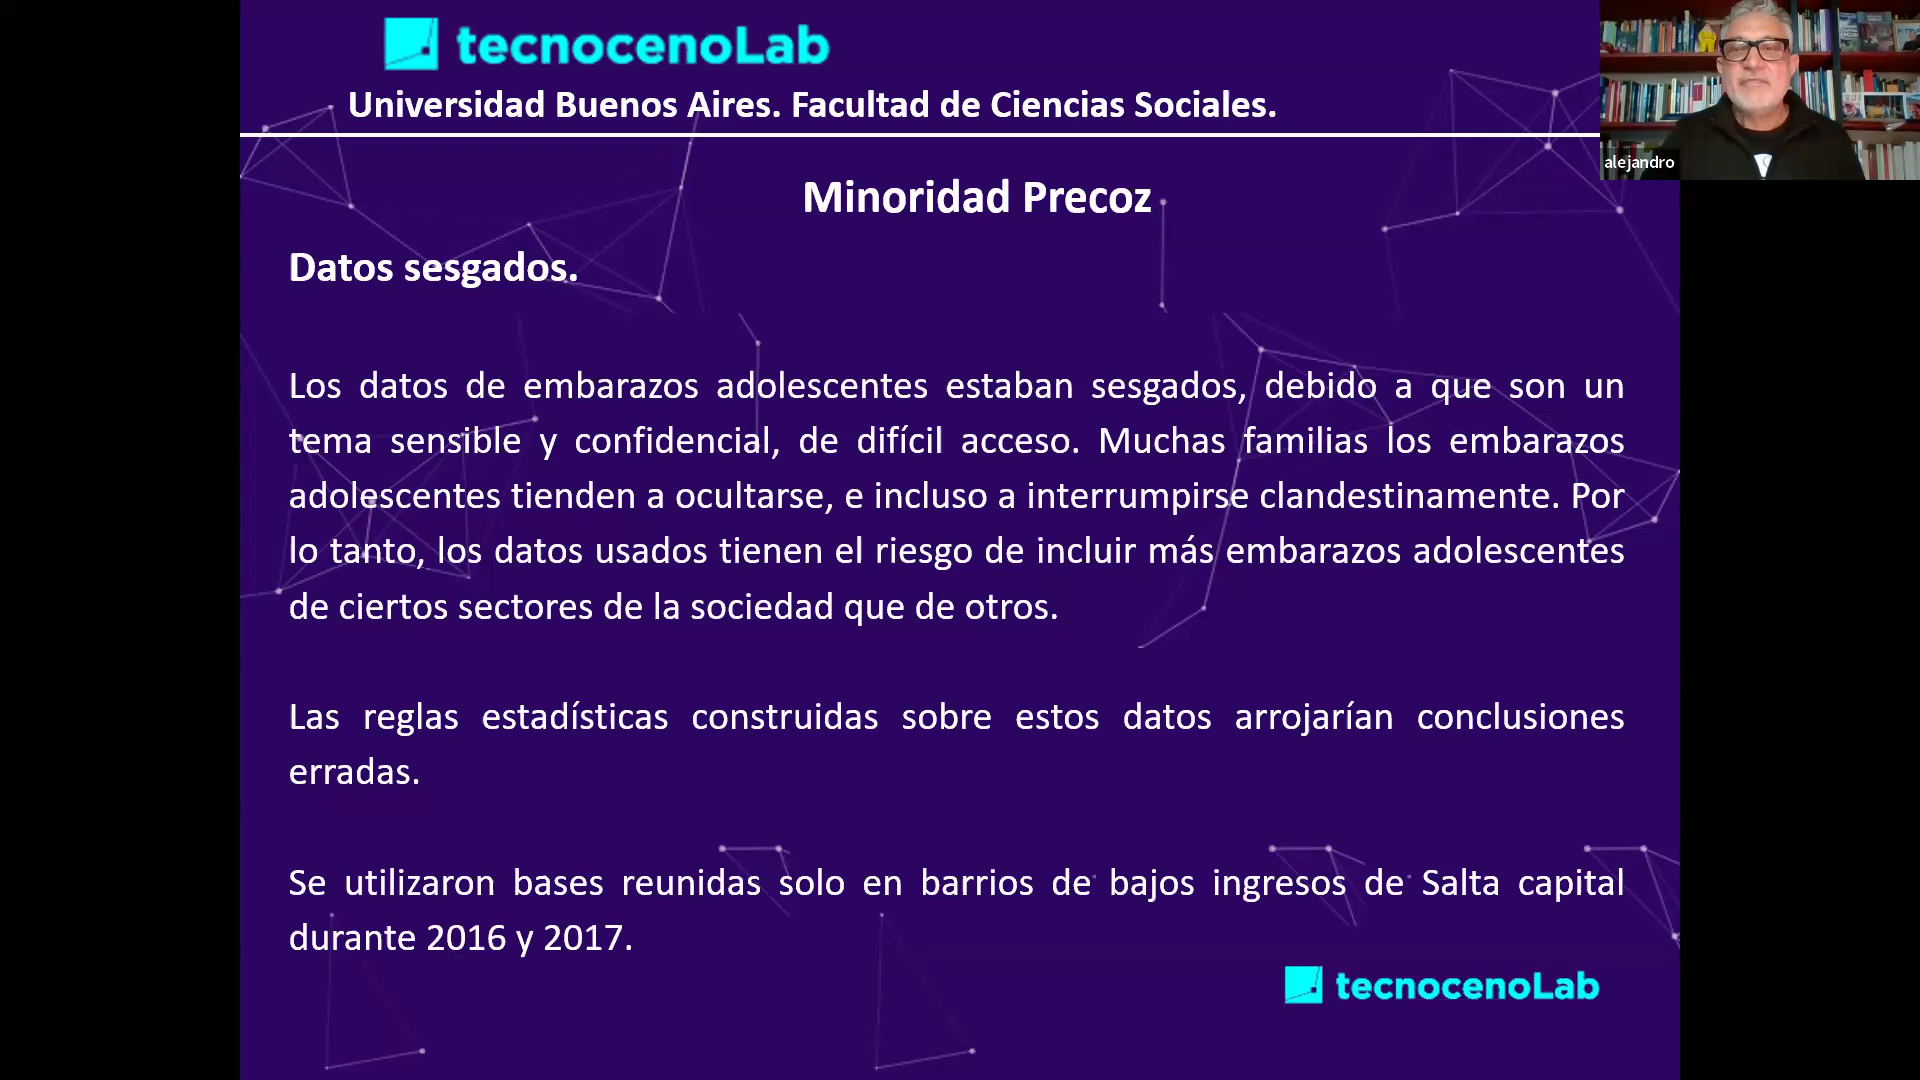 tecnocenoLab
Universidad Buenos Aires. Facultad de Ciencias Sociales.
alejandro
Minoridad Precoz
Datos sesgados.
Los datos de embarazos adolescentes estaban sesgados, debido a que son un
tema sensible y confidencial, de difícil acceso. Muchas familias los embarazos
adolescentes tienden a ocultarse, e incluso a interrumpirse clandestinamente. Por
lo tanto, los datos usados tienen el riesgo de incluir más embarazos adolescentes
de ciertos sectores de la sociedad que de otros.
Las reglas estadísticas construidas sobre estos datos arrojarían conclusiones
erradas.
Se utilizaron bases reunidas solo en barrios de bajos ingresos de Salta capital
durante 2016 y 2017.
tecnocenoLab